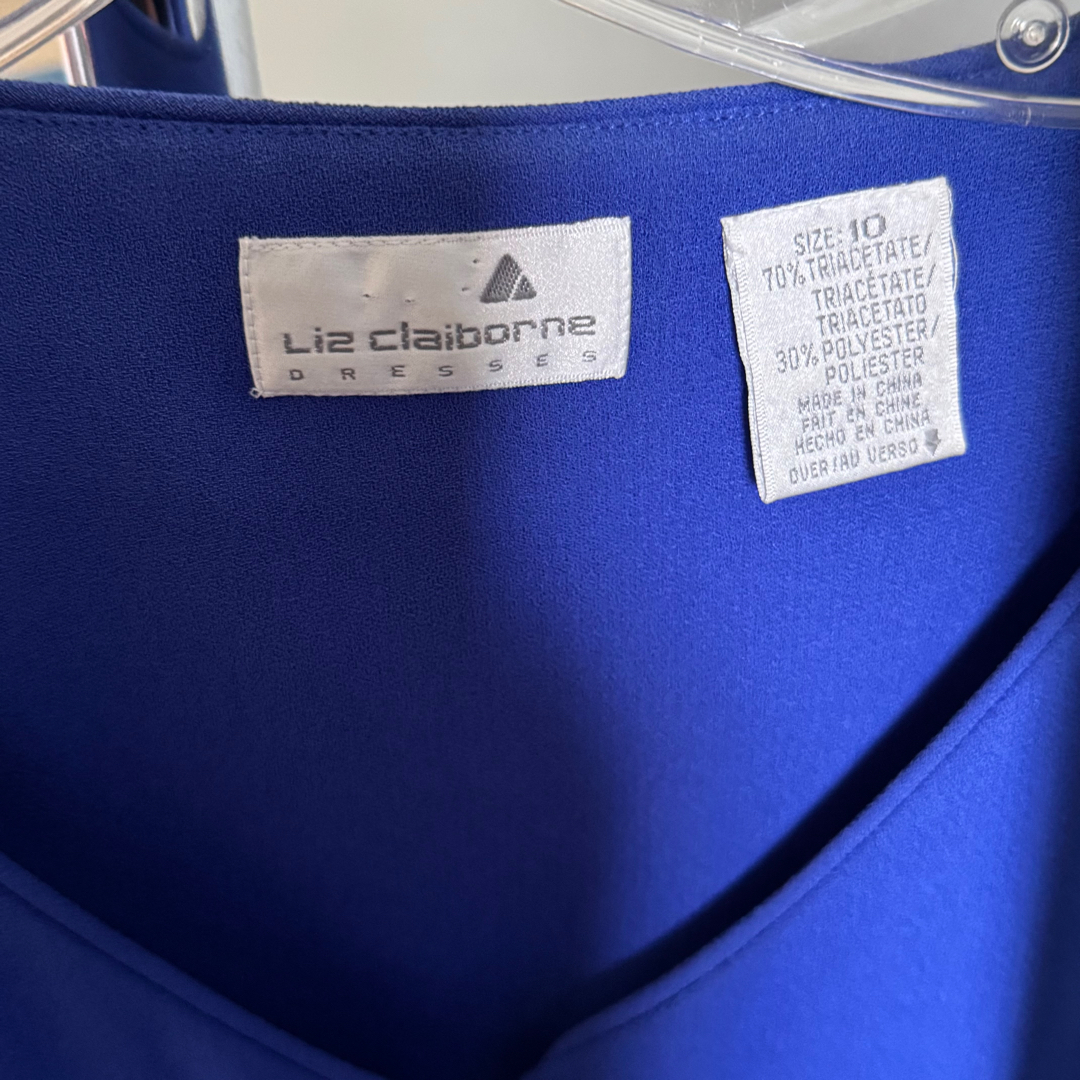 Liz claiborne
DRESSES
SIZE: 10
70% TRIACETATE/
TRIACÉTATE/
TRIACETATO
30% POLYESTER/
POLIESTER
MADE IN CHINA
FAIT EN CHINE
HECHO EN CHINA
OVER/AU VERSO